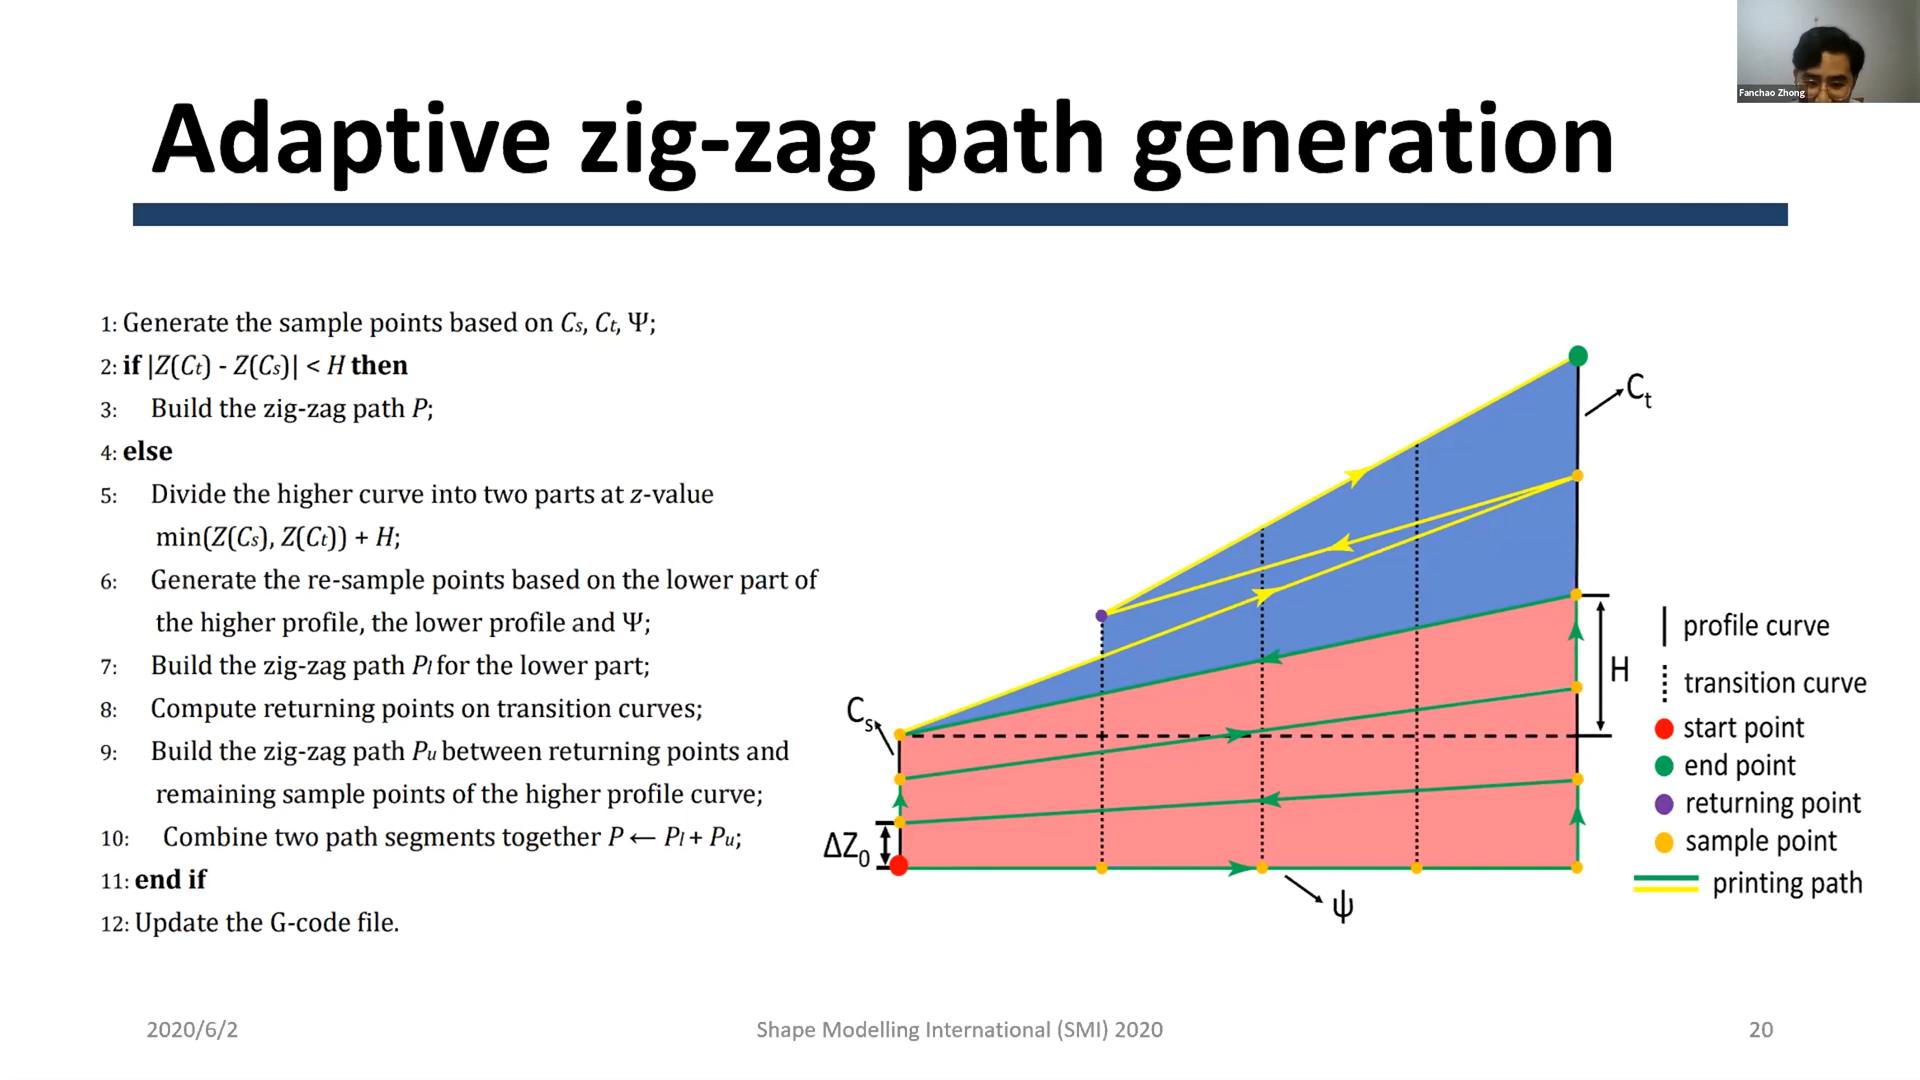 Fanchao Zhong
Adaptive zig-zag path generation
1: Generate the sample points based on Cs, Ct, Ψ;
2: if |Z(Ct) - Z(Cs)| < H then
3: Build the zig-zag path P;
4: else
5: Divide the higher curve into two parts at z-value
min(Z(Cs), Z(Ct)) + H;
6: Generate the re-sample points based on the lower part of
the higher profile, the lower profile and Ψ;
7: Build the zig-zag path Pl for the lower part;
8: Compute returning points on transition curves;
9: Build the zig-zag path Pu between returning points and
remaining sample points of the higher profile curve;
10: Combine two path segments together P ← Pl + Pu;
11: end if
12: Update the G-code file.
Ct
H
Cs
ΔZ0
ψ
profile curve
transition curve
start point
end point
returning point
sample point
printing path
2020/6/2
Shape Modelling International (SMI) 2020
20